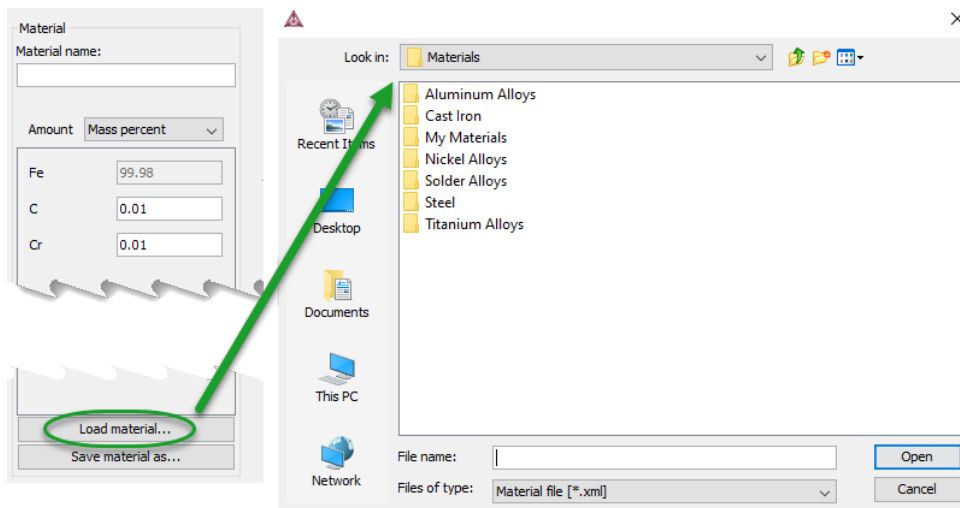 Material
Material name:
Amount Mass percent
Fe 99.98
C 0.01
Cr 0.01
Load material...
Save material as...
Look in: Materials
Recent Items
Desktop
Documents
This PC
Network
Aluminum Alloys
Cast Iron
My Materials
Nickel Alloys
Solder Alloys
Steel
Titanium Alloys
File name:
Open
Files of type: Material file [*.xml]
Cancel